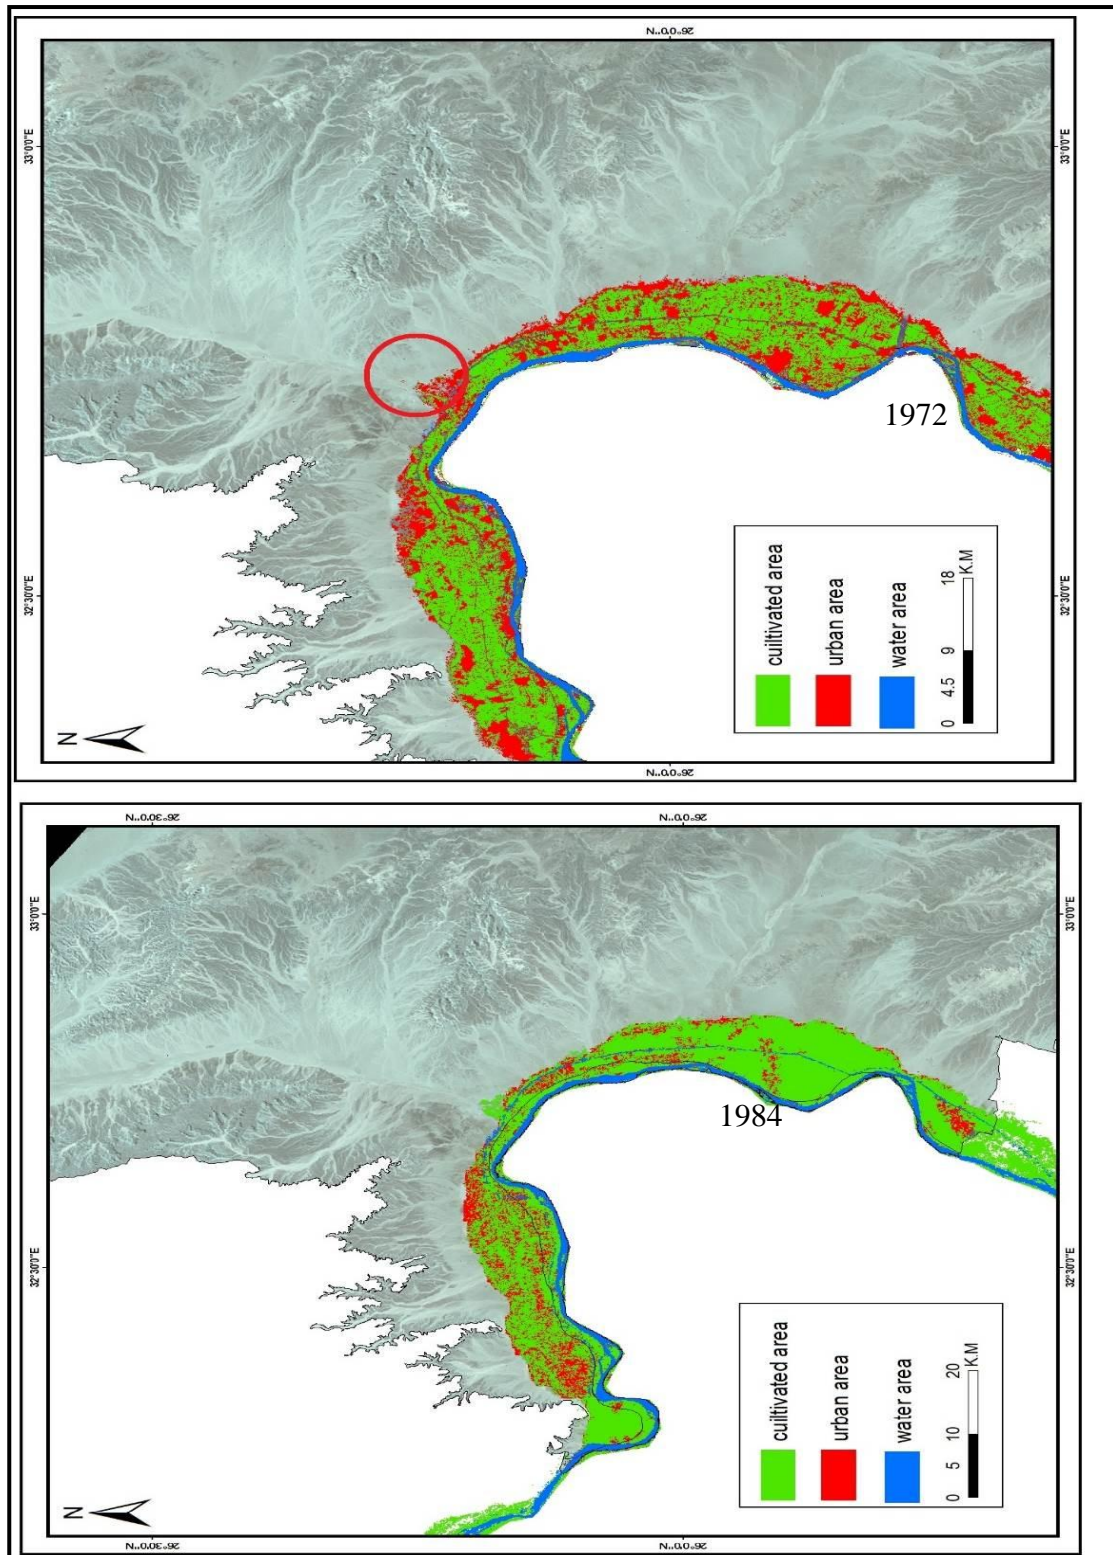 26°0'0"N
33°0'0"E
33°0'0"E
1972
32°30'0"E
32°30'0"E
cuiltivated area
urban area
water area
0 4.5 9 18
K.M
N
26°0'0"N
26°30'0"N
26°0'0"N
33°0'0"E
33°0'0"E
1984
32°30'0"E
32°30'0"E
cuiltivated area
urban area
water area
0 5 10 20
K.M
N
26°30'0"N
26°0'0"N